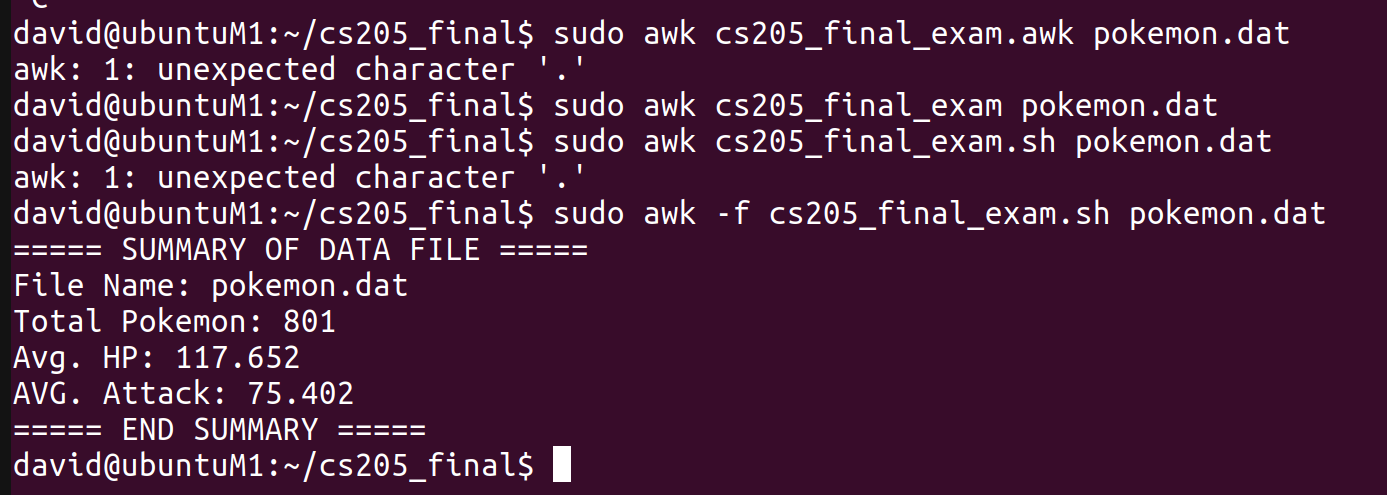 david@ubuntuM1:~/cs205_final$ sudo awk cs205_final_exam.awk pokemon.dat
awk: 1: unexpected character '.'
david@ubuntuM1:~/cs205_final$ sudo awk cs205_final_exam pokemon.dat
david@ubuntuM1:~/cs205_final$ sudo awk cs205_final_exam.sh pokemon.dat
awk: 1: unexpected character '.'
david@ubuntuM1:~/cs205_final$ sudo awk -f cs205_final_exam.sh pokemon.dat
===== SUMMARY OF DATA FILE =====
File Name: pokemon.dat
Total Pokemon: 801
Avg. HP: 117.652
AVG. Attack: 75.402
===== END SUMMARY =====
david@ubuntuM1:~/cs205_final$